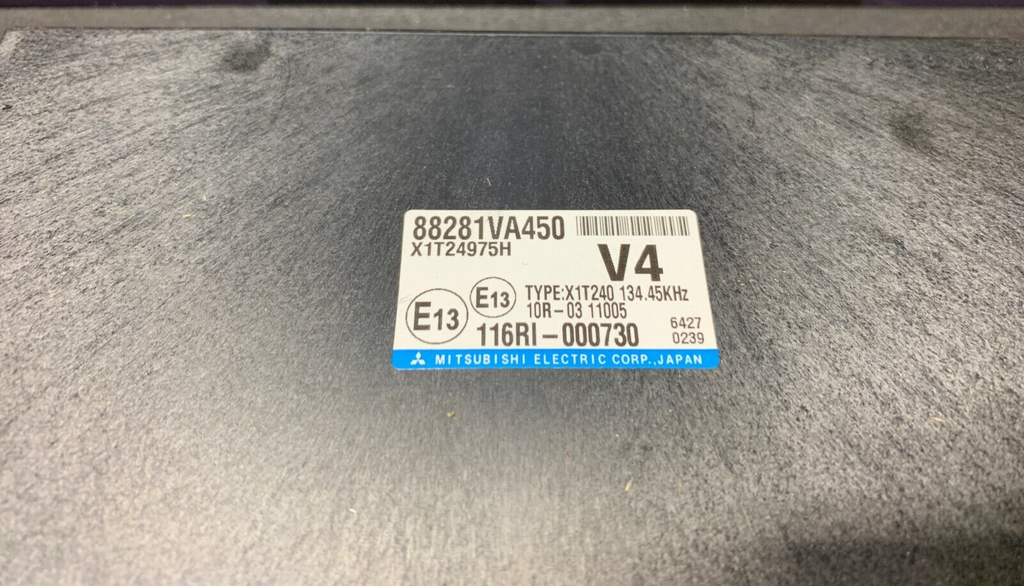 88281VA450
X1T24975H
V4
E13
E13
TYPE:X1T240 134.45KHz
10R-03 11005
116RI-000730
6427
0239
MITSUBISHI ELECTRIC CORP.,JAPAN